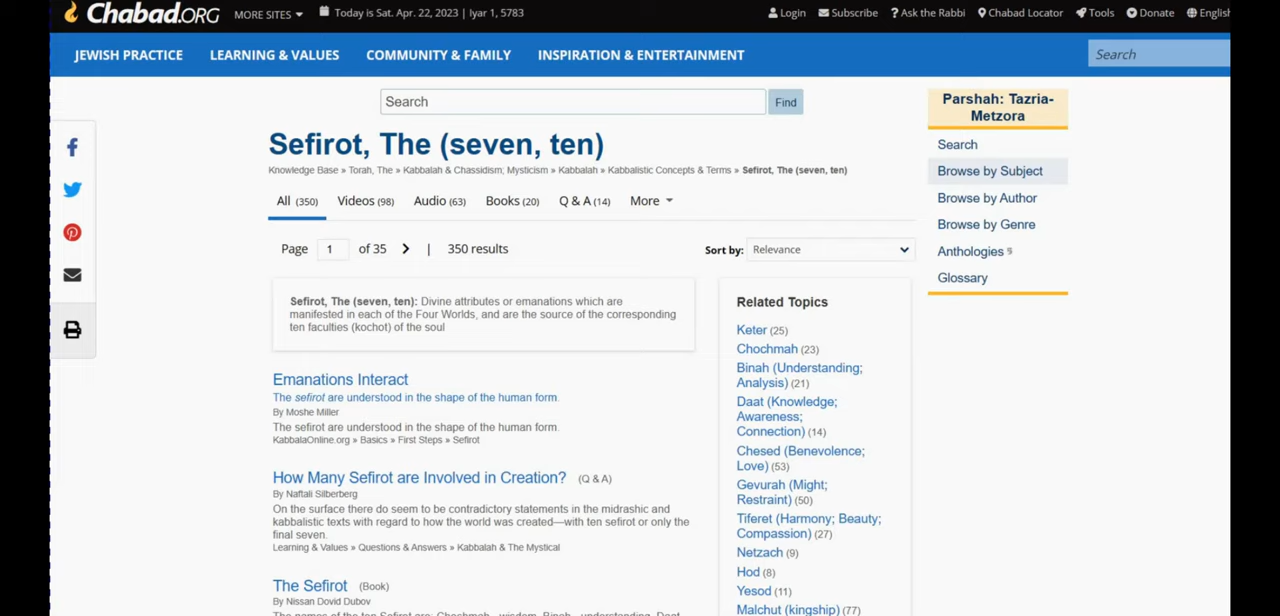 Chabad.ORG
MORE SITES
Today is Sat. Apr. 22, 2023 | Iyar 1, 5783
Login
Subscribe
? Ask the Rabbi
Chabad Locator
Tools
Donate
English
JEWISH PRACTICE
LEARNING & VALUES
COMMUNITY & FAMILY
INSPIRATION & ENTERTAINMENT
Search
Search
Find
Sefirot, The (seven, ten)
Knowledge Base » Torah, The » Kabbalah & Chassidism; Mysticism » Kabbalah » Kabbalistic Concepts & Terms » Sefirot, The (seven, ten)
All (350)
Videos (98)
Audio (63)
Books (20)
Q & A (14)
More
Page 1 of 35 | 350 results
Sort by: Relevance
Sefirot, The (seven, ten): Divine attributes or emanations which are
manifested in each of the Four Worlds, and are the source of the corresponding
ten faculties (kochot) of the soul
Emanations Interact
The sefirot are understood in the shape of the human form.
By Moshe Miller
The sefirot are understood in the shape of the human form.
KabbalaOnline.org » Basics » First Steps » Sefirot
How Many Sefirot are Involved in Creation? (Q & A)
By Naftali Silberberg
On the surface there do seem to be contradictory statements in the midrashic and
kabbalistic texts with regard to how the world was created—with ten sefirot or only the
final seven.
Learning & Values » Questions & Answers » Kabbalah & The Mystical
The Sefirot (Book)
By Nissan Dovid Dubov
The names of the ten Sefirot are: Chochmah - wisdom, Binah - understanding, Daat
Related Topics
Keter (25)
Chochmah (23)
Binah (Understanding;
Analysis) (21)
Daat (Knowledge;
Awareness;
Connection) (14)
Chesed (Benevolence;
Love) (53)
Gevurah (Might;
Restraint) (50)
Tiferet (Harmony; Beauty;
Compassion) (27)
Netzach (9)
Hod (8)
Yesod (11)
Malchut (kingship) (77)
Parshah: Tazria-
Metzora
Search
Browse by Subject
Browse by Author
Browse by Genre
Anthologies
Glossary